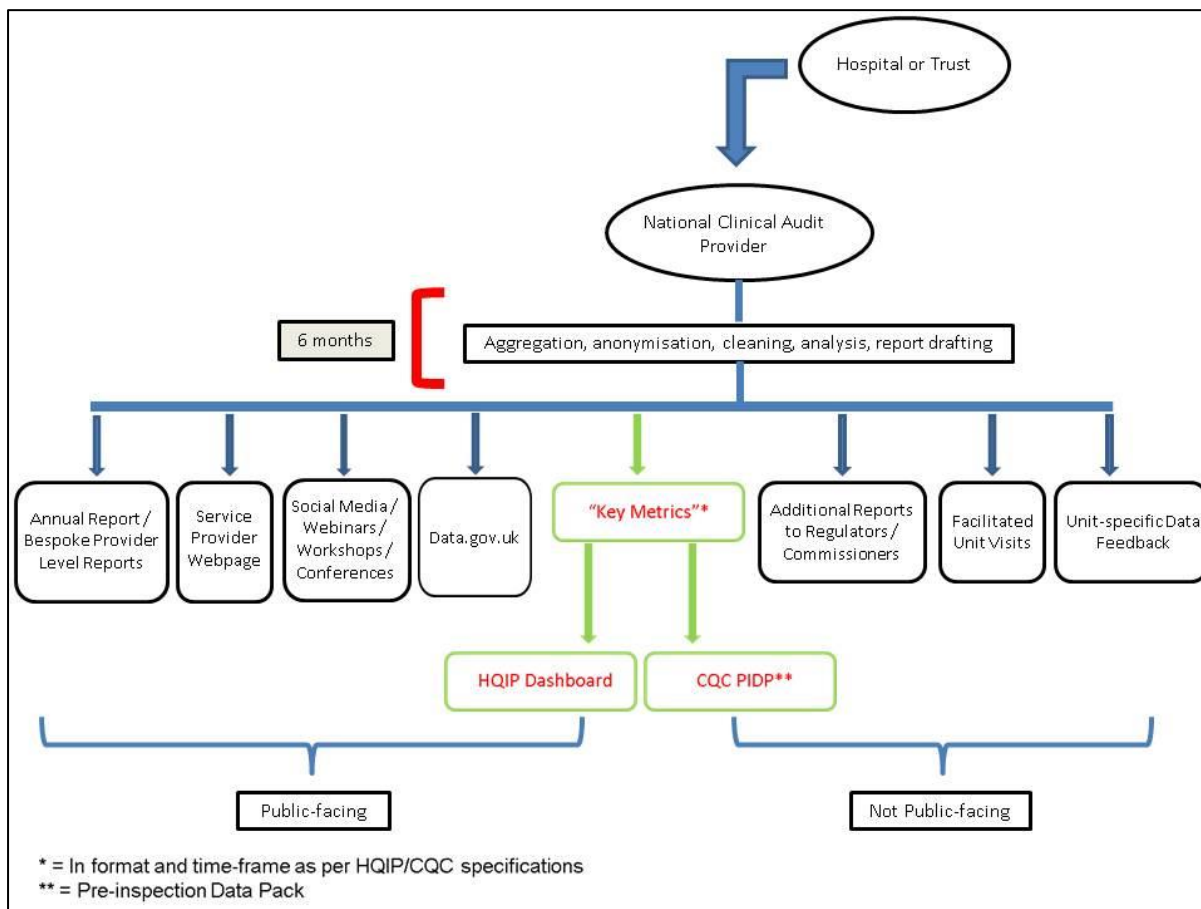 Hospital or Trust
National Clinical Audit
Provider
6 months
Aggregation, anonymisation, cleaning, analysis, report drafting
Annual Report /
Bespoke Provider
Level Reports
Service
Provider
Webpage
Social Media /
Webinars /
Workshops /
Conferences
Data.gov.uk
"Key Metrics"*
Additional Reports
to Regulators /
Commissioners
Facilitated
Unit Visits
Unit-specific Data
Feedback
HQIP Dashboard
CQC PIDP**
Public-facing
Not Public-facing
* = In format and time-frame as per HQIP/CQC specifications
** = Pre-inspection Data Pack